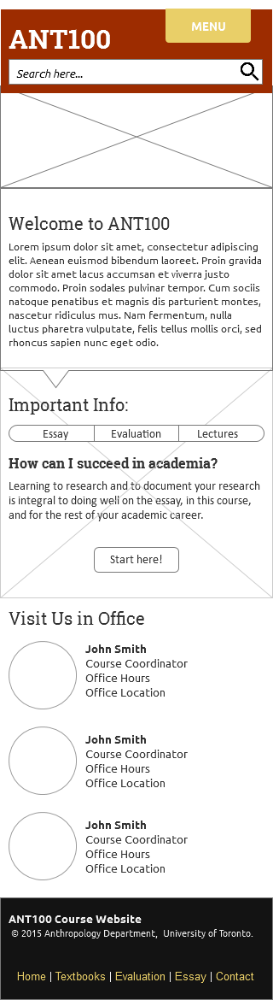 MENU
ANT100
Search here...
Welcome to ANT100
Lorem ipsum dolor sit amet, consectetur adipiscing
elit. Aenean euismod bibendum laoreet. Proin gravida
dolor sit amet lacus accumsan et viverra justo
commodo. Proin sodales pulvinar tempor. Cum sociis
natoque penatibus et magnis dis parturient montes,
nascetur ridiculus mus. Nam fermentum, nulla
luctus pharetra vulputate, felis tellus mollis orci, sed
rhoncus sapien nunc eget odio.
Important Info:
Essay Evaluation Lectures
How can I succeed in academia?
Learning to research and to document your research
is integral to doing well on the essay, in this course,
and for the rest of your academic career.
Start here!
Visit Us in Office
John Smith
Course Coordinator
Office Hours
Office Location
John Smith
Course Coordinator
Office Hours
Office Location
John Smith
Course Coordinator
Office Hours
Office Location
ANT100 Course Website
© 2015 Anthropology Department, University of Toronto.
Home | Textbooks | Evaluation | Essay | Contact